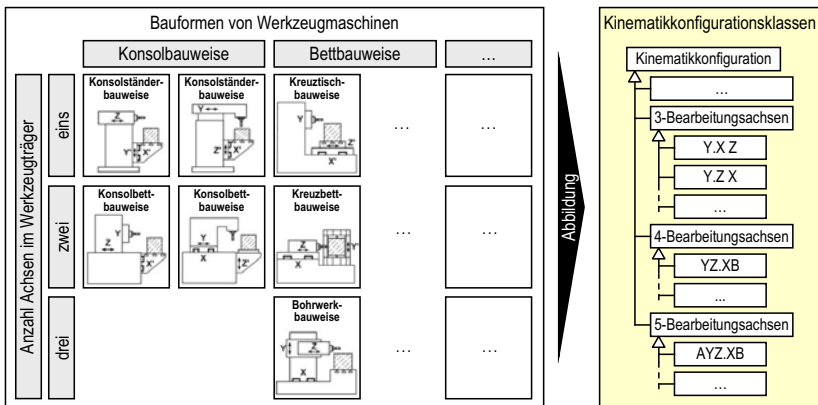 Bauformen von Werkzeugmaschinen
Konsolbauweise
Bettbauweise
…
Anzahl Achsen im Werkzeugträger
eins
Konsolständer-
bauweise
Z
Y'
X'
Konsolständer-
bauweise
Y
Z'
X'
Kreuztisch-
bauweise
Y
Z'
X'
…
…
zwei
Konsolbett-
bauweise
Z
X
Y'
Konsolbett-
bauweise
Y
X
Z'
Kreuzbett-
bauweise
Z
X
Y'
…
…
drei
Bohrwerk-
bauweise
Y
Z
X
…
…
Abbildung
Kinematikkonfigurationsklassen
Kinematikkonfiguration
…
3-Bearbeitungsachsen
Y.X Z
Y.Z X
…
4-Bearbeitungsachsen
YZ.XB
...
5-Bearbeitungsachsen
AYZ.XB
…